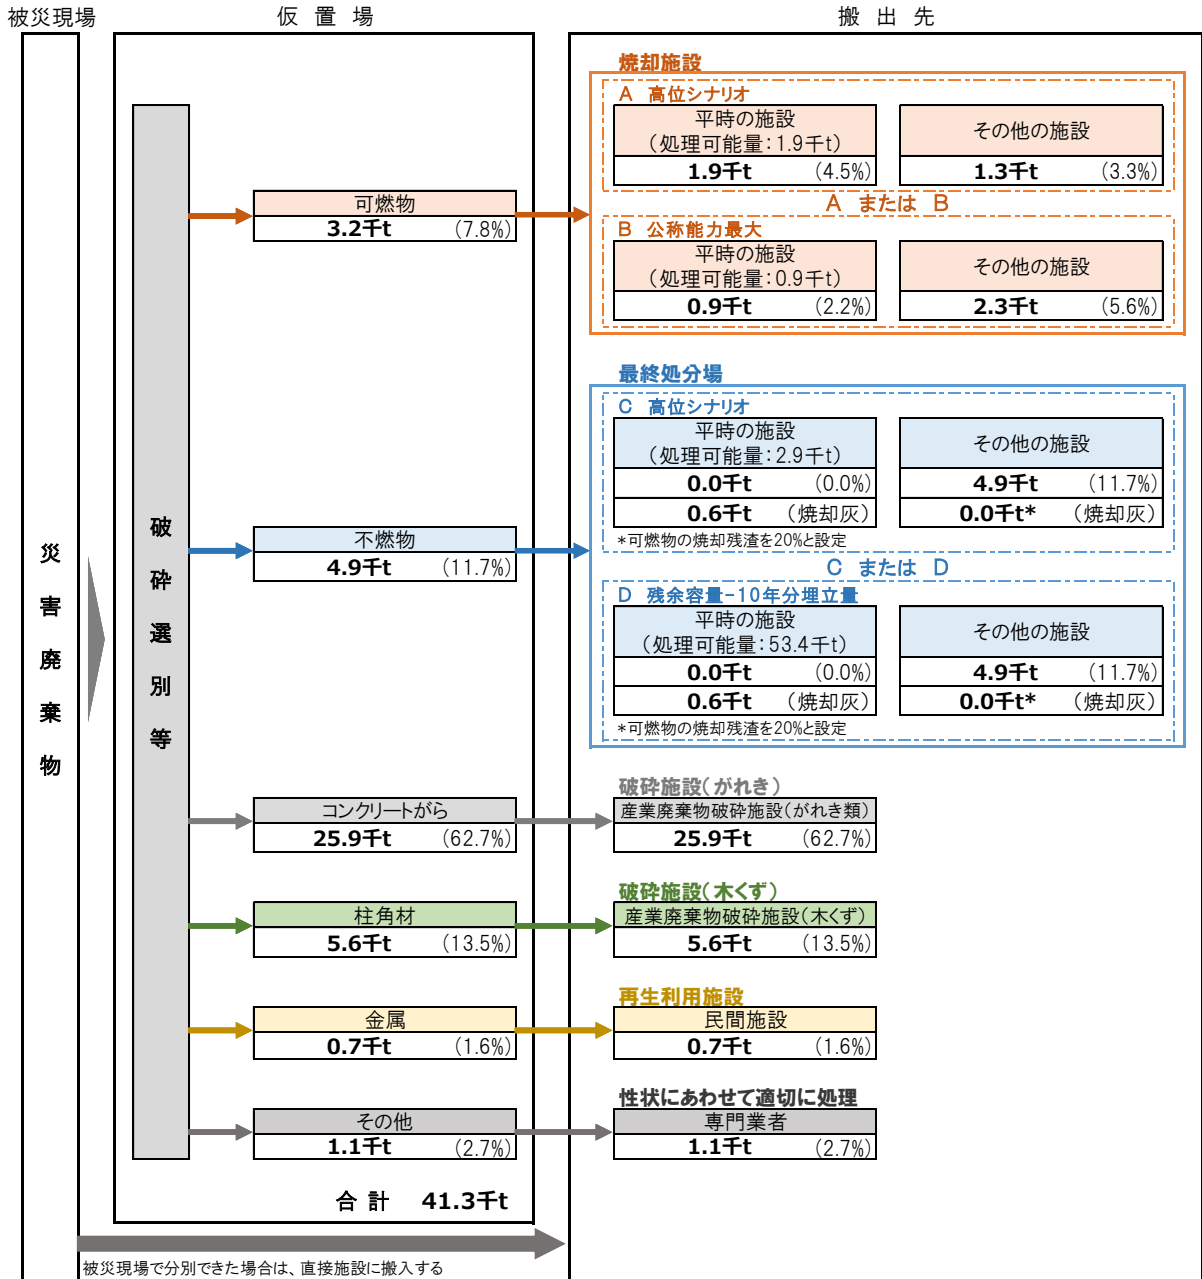 被災現場
仮 置 場
搬 出 先
災害廃棄物
破砕選別等
焼却施設
A 高位シナリオ
平時の施設
（処理可能量：1.9千t）
1.9千t (4.5%)
その他の施設
1.3千t (3.3%)
A または B
B 公称能力最大
平時の施設
（処理可能量：0.9千t）
0.9千t (2.2%)
その他の施設
2.3千t (5.6%)
可燃物
3.2千t (7.8%)
最終処分場
C 高位シナリオ
平時の施設
（処理可能量：2.9千t）
0.0千t (0.0%)
0.6千t （焼却灰）
その他の施設
4.9千t (11.7%)
0.0千t* （焼却灰）
*可燃物の焼却残渣を20%と設定
C または D
D 残余容量-10年分埋立量
平時の施設
（処理可能量：53.4千t）
0.0千t (0.0%)
0.6千t （焼却灰）
その他の施設
4.9千t (11.7%)
0.0千t* （焼却灰）
*可燃物の焼却残渣を20%と設定
不燃物
4.9千t (11.7%)
コンクリートがら
25.9千t (62.7%)
破砕施設（がれき）
産業廃棄物破砕施設（がれき類）
25.9千t (62.7%)
柱角材
5.6千t (13.5%)
破砕施設（木くず）
産業廃棄物破砕施設（木くず）
5.6千t (13.5%)
金属
0.7千t (1.6%)
再生利用施設
民間施設
0.7千t (1.6%)
その他
1.1千t (2.7%)
性状にあわせて適切に処理
専門業者
1.1千t (2.7%)
合 計 41.3千t
被災現場で分別できた場合は、直接施設に搬入する